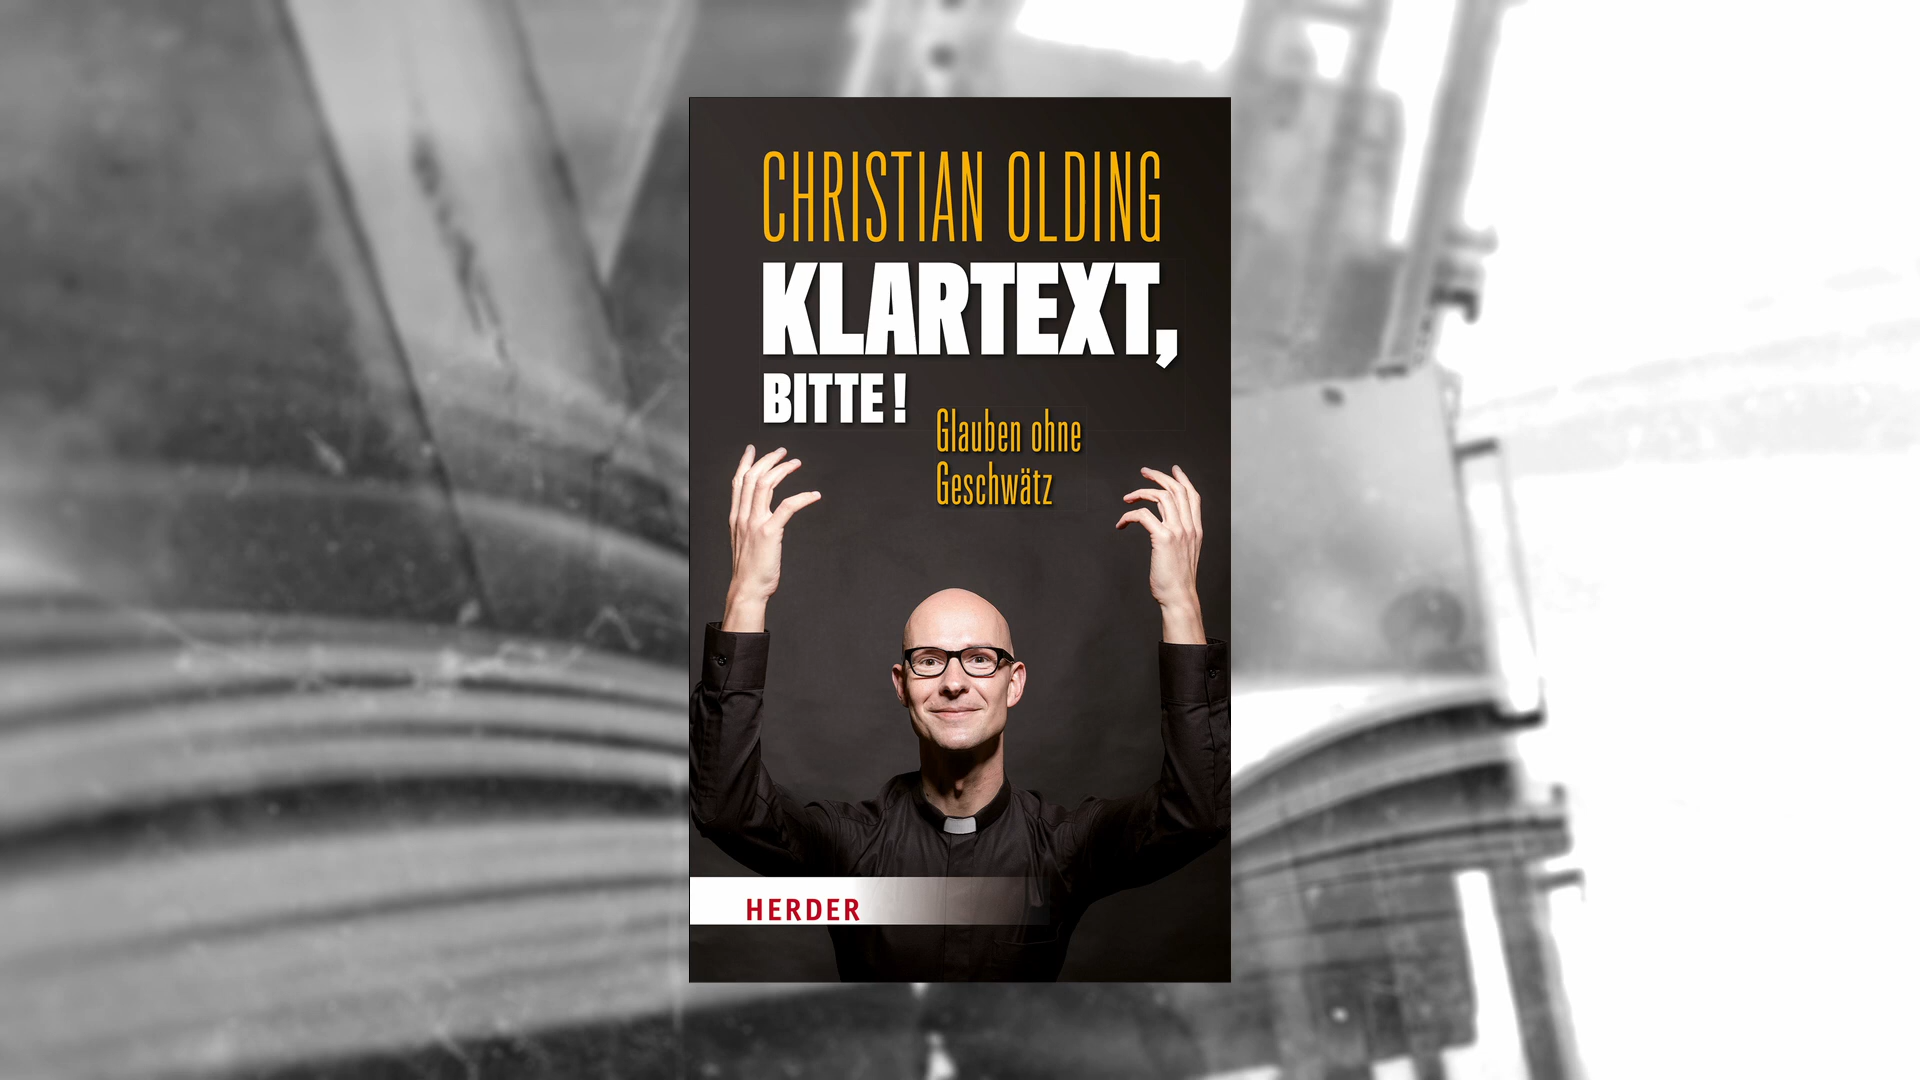 CHRISTIAN OLDING
KLARTEXT,
BITTE!
Glauben ohne
Geschwätz
HERDER